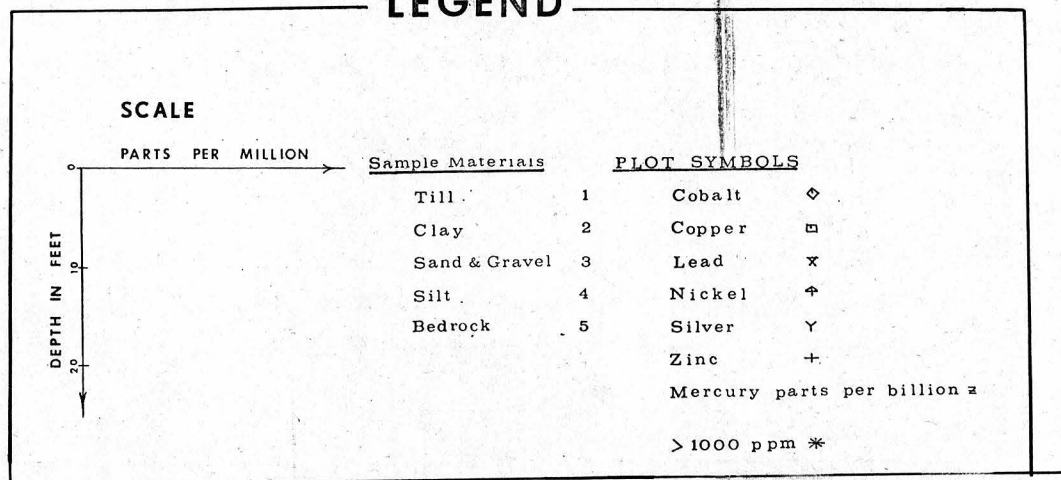 LEGEND
SCALE
PARTS PER MILLION
0
10
20
DEPTH IN FEET
Sample Materials
Till 1
Clay 2
Sand & Gravel 3
Silt 4
Bedrock 5
PLOT SYMBOLS
Cobalt
Copper
Lead
Nickel
Silver Y
Zinc +
Mercury parts per billion z
> 1000 ppm *